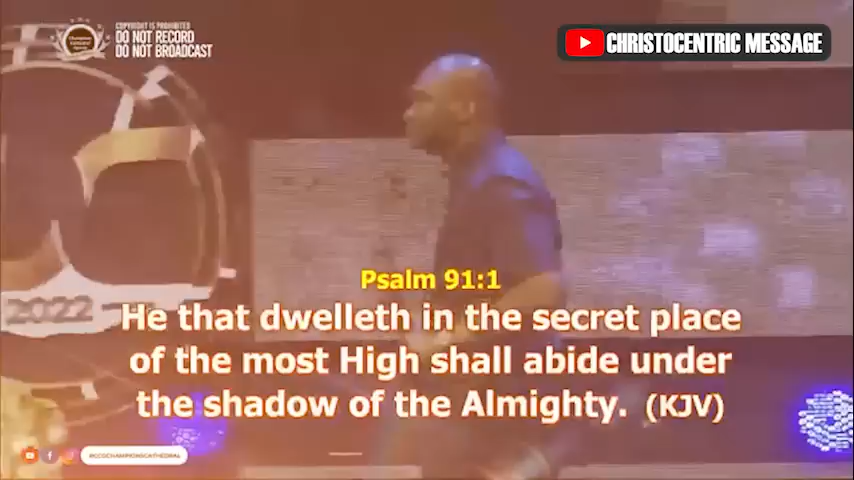 COPYRIGHT IS PROHIBITED
DO NOT RECORD
DO NOT BROADCAST
CHRISTOCENTRIC MESSAGE
Psalm 91:1
He that dwelleth in the secret place
of the most High shall abide under
the shadow of the Almighty. (KJV)
2022